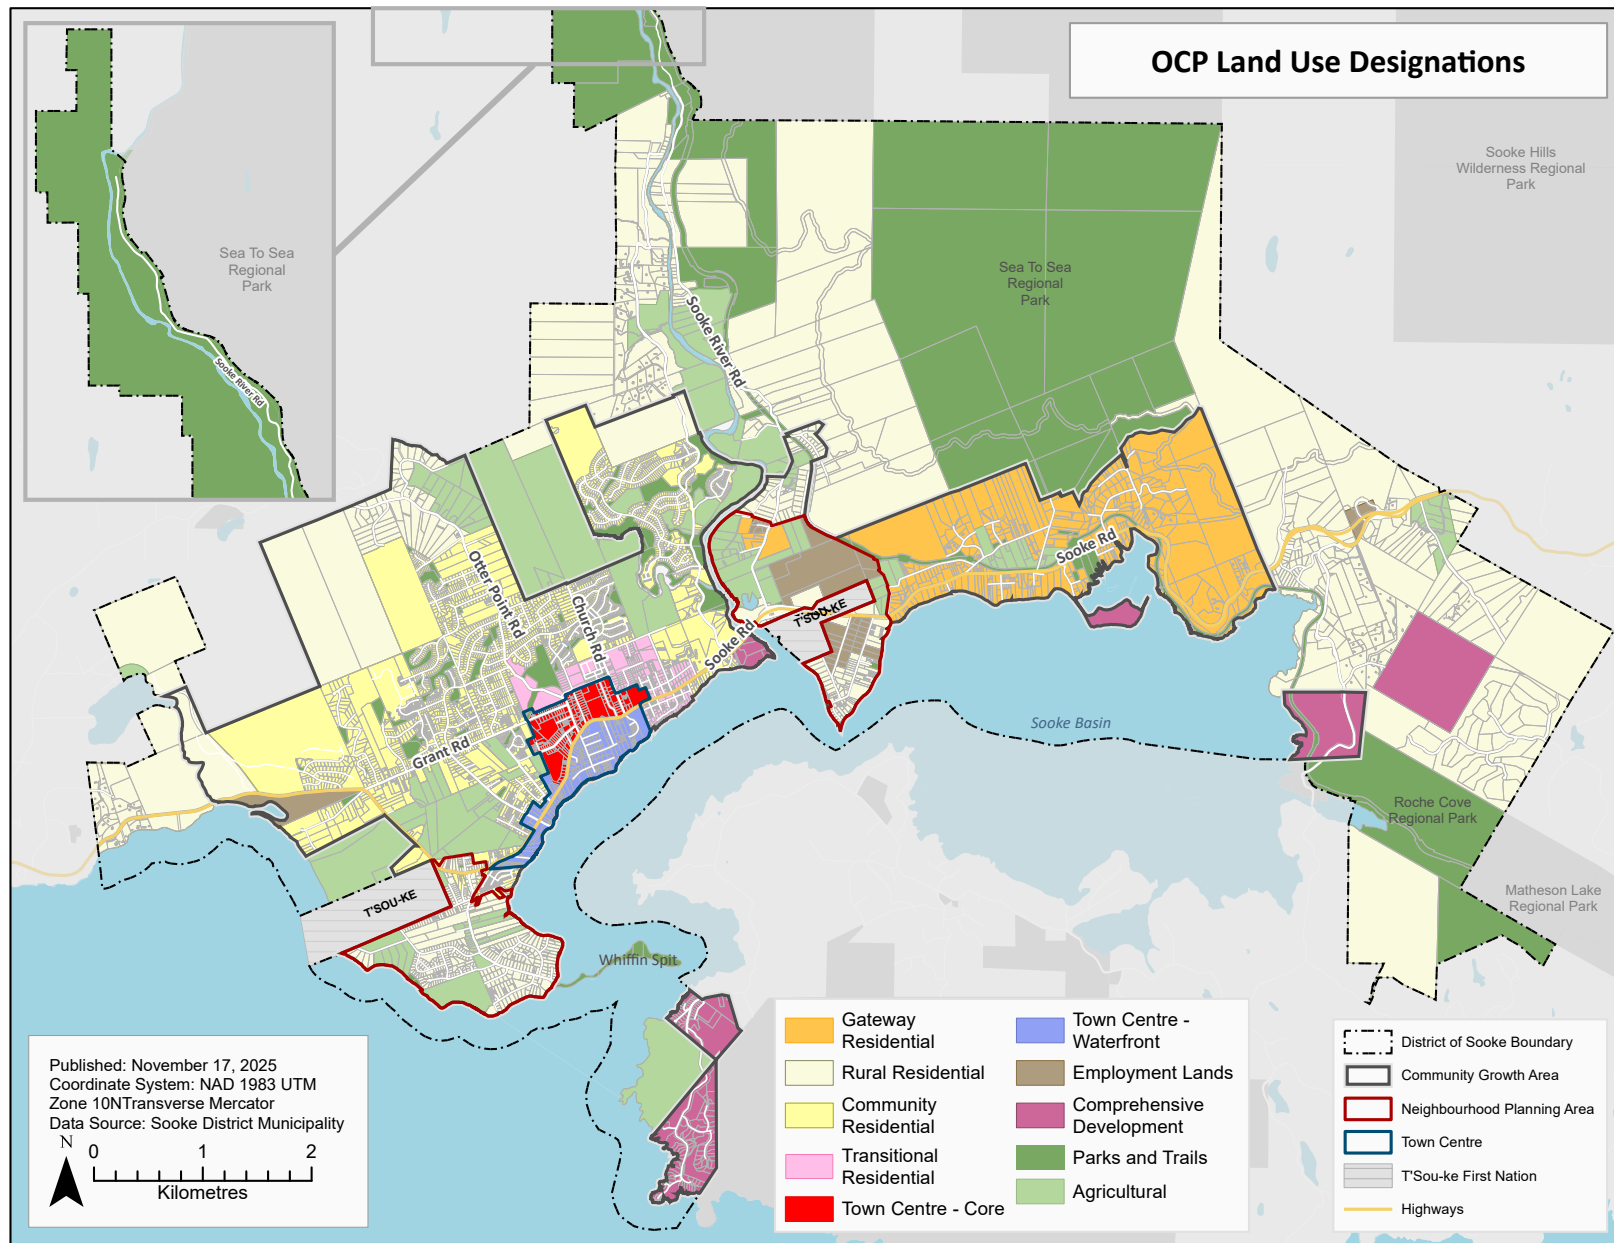 OCP Land Use Designations
Sooke Hills
Wilderness Regional
Park
Sea To Sea
Regional
Park
Sooke River Rd
Sea To Sea
Regional
Park
Sooke River Rd
Otter Point Rd
Church Rd
Sooke Rd
Sooke Rd
T'SOU-KE
Grant Rd
Sooke Basin
Roche Cove
Regional Park
Matheson Lake
Regional Park
T'SOU-KE
Whiffin Spit
Published: November 17, 2025
Coordinate System: NAD 1983 UTM
Zone 10NTransverse Mercator
Data Source: Sooke District Municipality
N
0 1 2
Kilometres
Gateway
Residential
Rural Residential
Community
Residential
Transitional
Residential
Town Centre - Core
Town Centre -
Waterfront
Employment Lands
Comprehensive
Development
Parks and Trails
Agricultural
District of Sooke Boundary
Community Growth Area
Neighbourhood Planning Area
Town Centre
T'Sou-ke First Nation
Highways